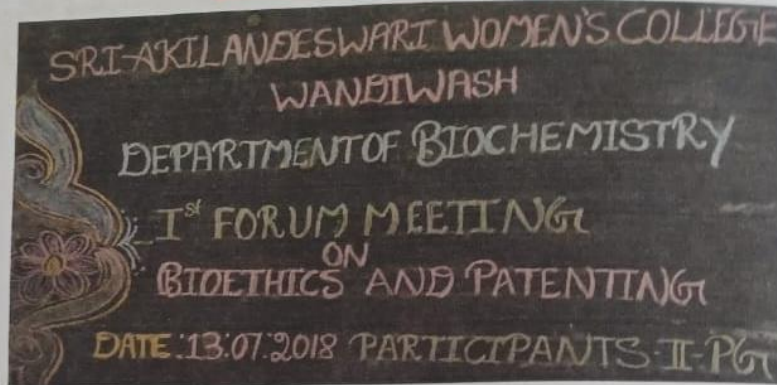 SRI-AKILANDESWARI WOMEN'S COLLEGE
WANDIWASH
DEPARTMENT OF BIOCHEMISTRY
Ist FORUM MEETING
ON
BIOETHICS AND PATENTING
DATE:13.07.2018 PARTICIPANTS-II-PG